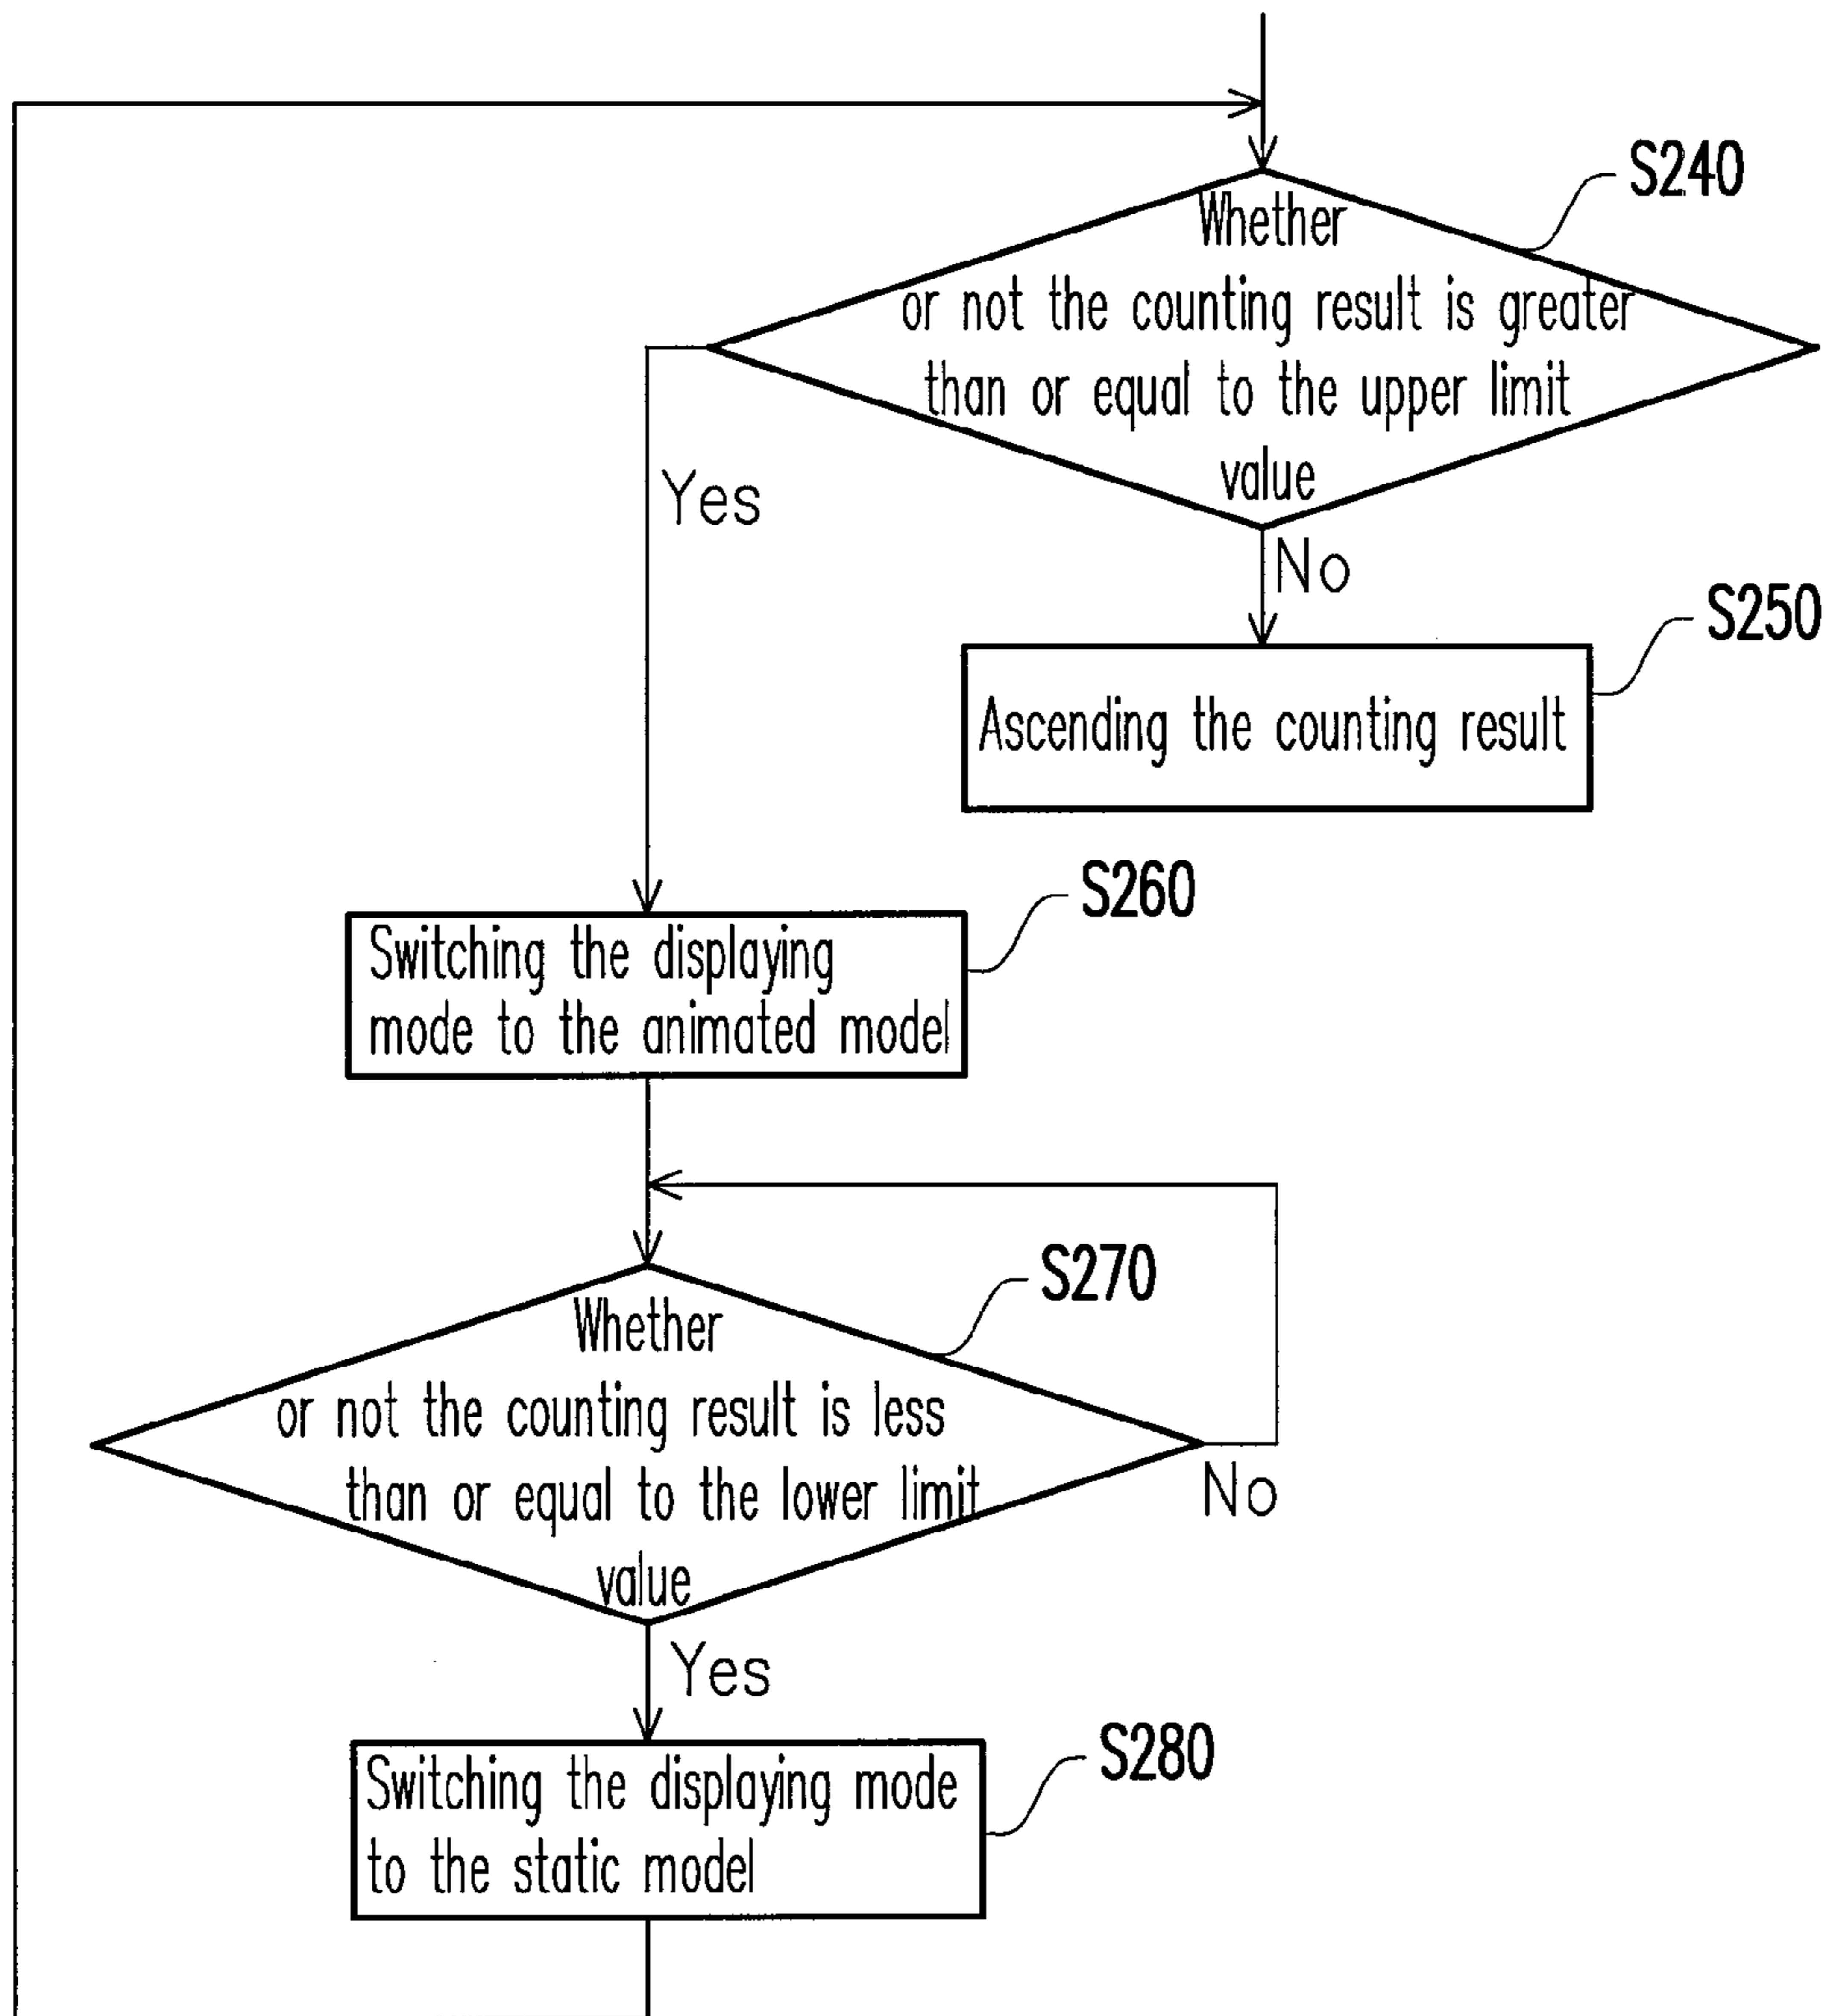 S240
Whether
or not the counting result is greater
than or equal to the upper limit
value
Yes
No
S250
Ascending the counting result
S260
Switching the displaying
mode to the animated model
S270
Whether
or not the counting result is less
than or equal to the lower limit
value
No
Yes
S280
Switching the displaying mode
to the static model